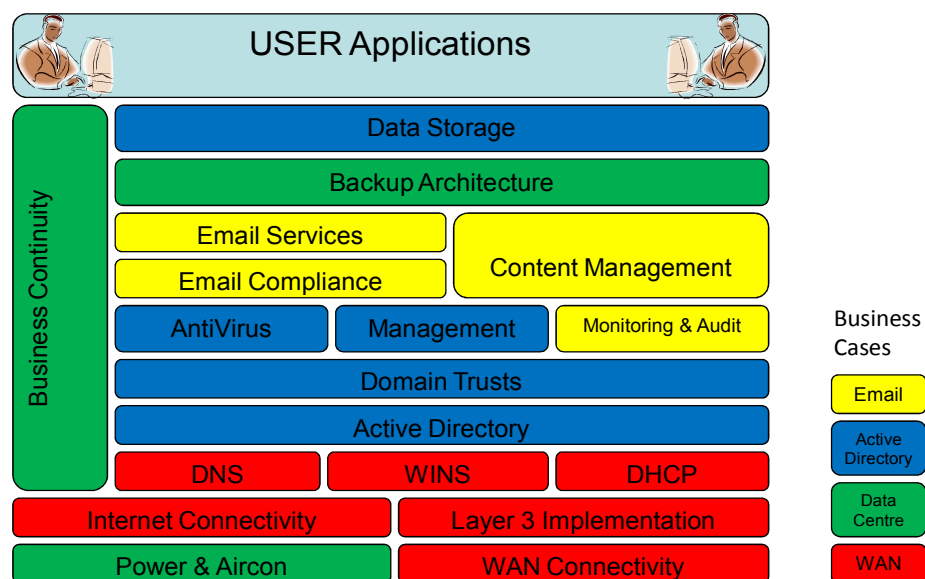 USER Applications
Business Continuity
Data Storage
Backup Architecture
Email Services
Email Compliance
Content Management
AntiVirus
Management
Monitoring & Audit
Domain Trusts
Active Directory
DNS
WINS
DHCP
Internet Connectivity
Layer 3 Implementation
Power & Aircon
WAN Connectivity
Business
Cases
Email
Active
Directory
Data
Centre
WAN